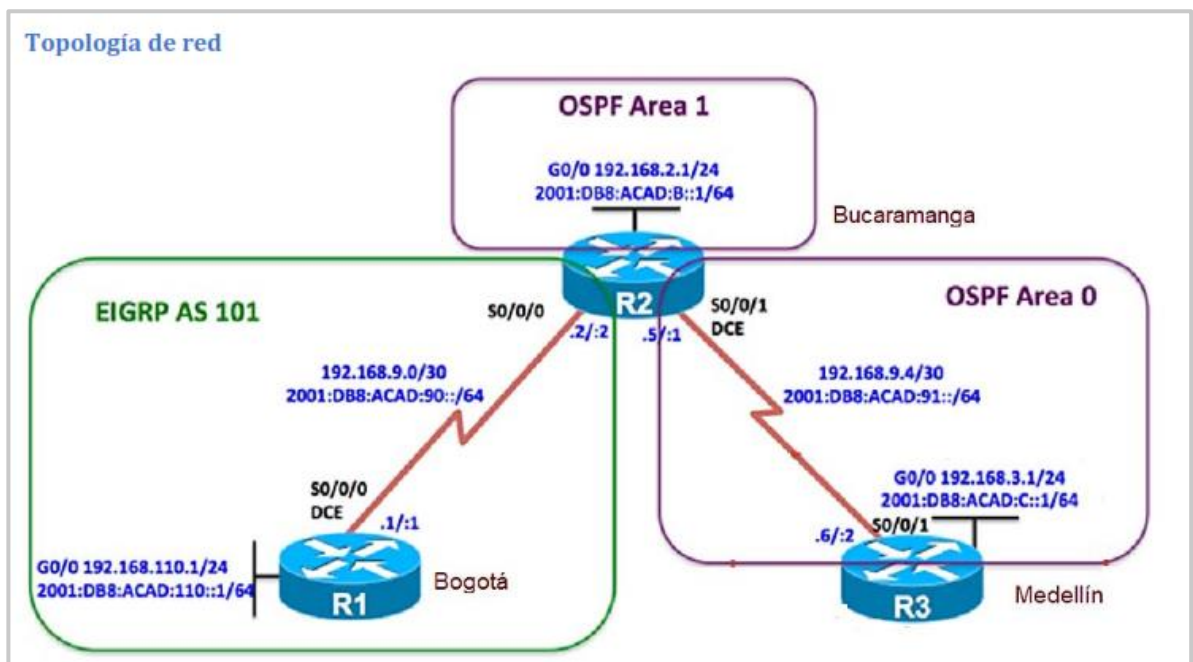 Topología de red
OSPF Area 1
G0/0 192.168.2.1/24
2001:DB8:ACAD:B::1/64
Bucaramanga
EIGRP AS 101
S0/0/0
R2
S0/0/1
DCE
OSPF Area 0
.2/:2
.5/:1
192.168.9.0/30
2001:DB8:ACAD:90::/64
192.168.9.4/30
2001:DB8:ACAD:91::/64
S0/0/0
DCE
.1/:1
G0/0 192.168.3.1/24
2001:DB8:ACAD:C::1/64
.6/:2
S0/0/1
G0/0 192.168.110.1/24
2001:DB8:ACAD:110::1/64
R1
Bogotá
R3
Medellín